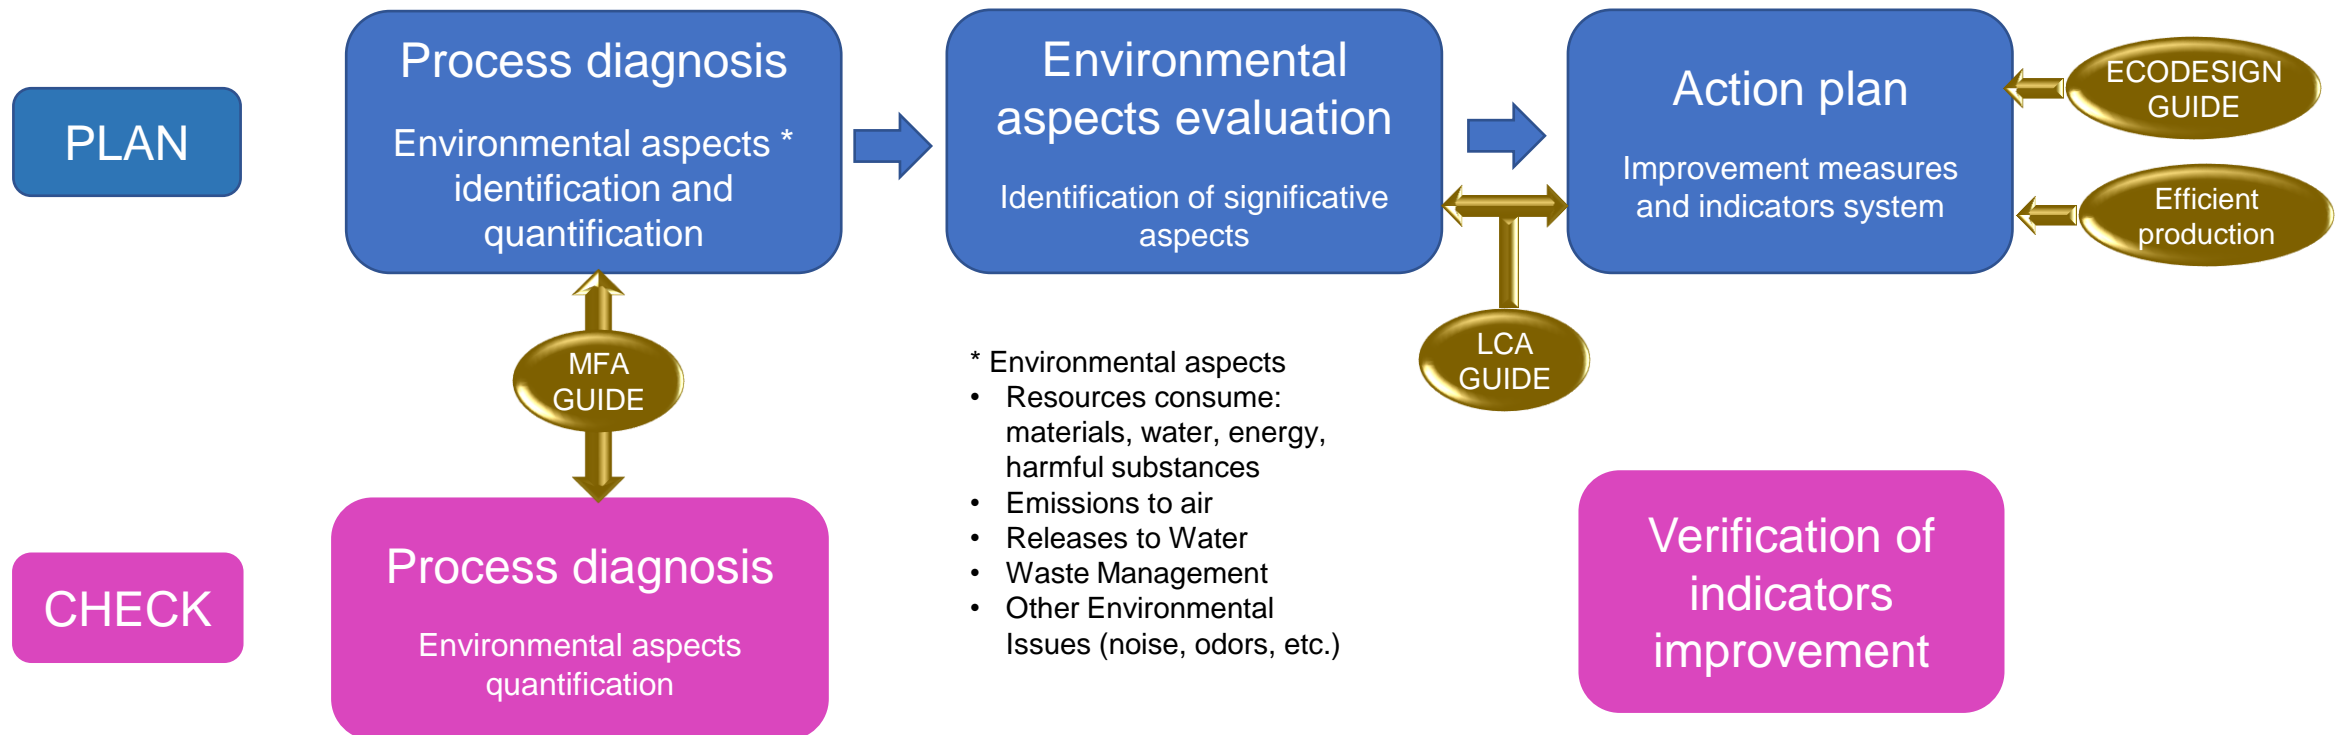 PLAN
Process diagnosis
Environmental aspects *
identification and
quantification
Environmental
aspects evaluation
Identification of significative
aspects
Action plan
Improvement measures
and indicators system
ECODESIGN
GUIDE
Efficient
production
MFA
GUIDE
LCA
GUIDE
* Environmental aspects
• Resources consume:
materials, water, energy,
harmful substances
• Emissions to air
• Releases to Water
• Waste Management
• Other Environmental
Issues (noise, odors, etc.)
CHECK
Process diagnosis
Environmental aspects
quantification
Verification of
indicators
improvement